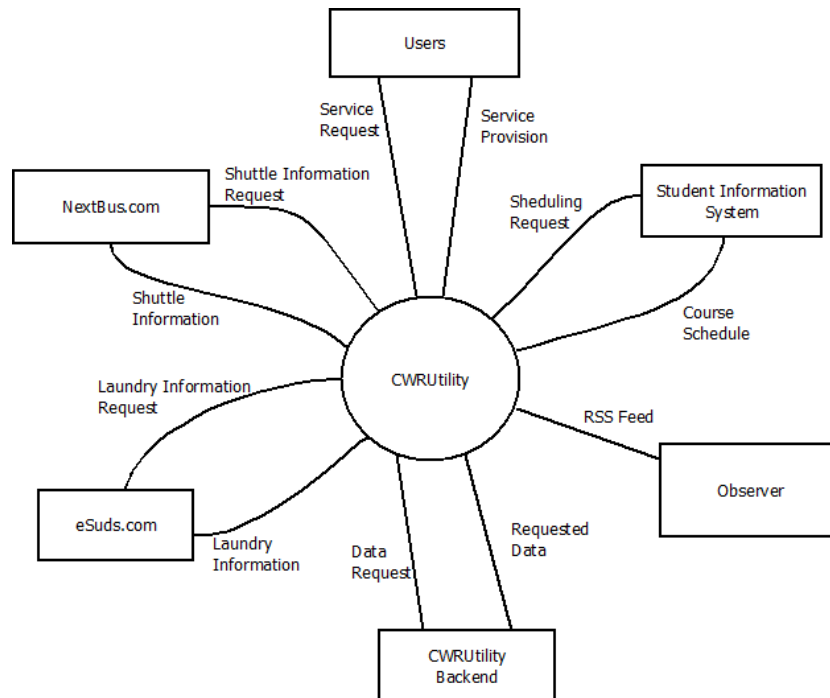 Users
Service
Request
Service
Provision
Shuttle Information
Request
NextBus.com
Sheduling
Request
Student Information
System
Shuttle
Information
Course
Schedule
CWRUtility
Laundry Information
Request
RSS Feed
Observer
eSuds.com
Laundry
Information
Data
Request
Requested
Data
CWRUtility
Backend